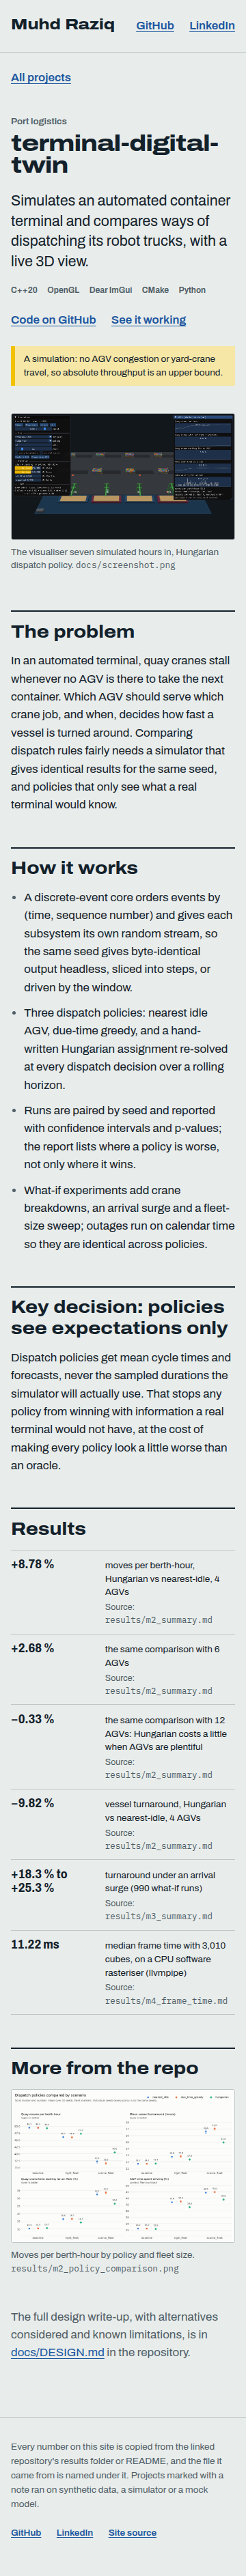 Muhd Raziq
GitHub
LinkedIn
All projects
Port logistics
terminal-digital-
twin
Simulates an automated container
terminal and compares ways of
dispatching its robot trucks, with a
live 3D view.
C++20 OpenGL Dear ImGui CMake Python
Code on GitHub
See it working
A simulation: no AGV congestion or yard-crane
travel, so absolute throughput is an upper bound.
The visualiser seven simulated hours in, Hungarian
dispatch policy. docs/screenshot.png
The problem
In an automated terminal, quay cranes stall
whenever no AGV is there to take the next
container. Which AGV should serve which
crane job, and when, decides how fast a
vessel is turned around. Comparing
dispatch rules fairly needs a simulator that
gives identical results for the same seed,
and policies that only see what a real
terminal would know.
How it works
• A discrete-event core orders events by
(time, sequence number) and gives each
subsystem its own random stream, so
the same seed gives byte-identical
output headless, sliced into steps, or
driven by the window.
• Three dispatch policies: nearest idle
AGV, due-time greedy, and a hand-
written Hungarian assignment re-solved
at every dispatch decision over a rolling
horizon.
• Runs are paired by seed and reported
with confidence intervals and p-values;
the report lists where a policy is worse,
not only where it wins.
• What-if experiments add crane
breakdowns, an arrival surge and a fleet-
size sweep; outages run on calendar time
so they are identical across policies.
Key decision: policies
see expectations only
Dispatch policies get mean cycle times and
forecasts, never the sampled durations the
simulator will actually use. That stops any
policy from winning with information a real
terminal would not have, at the cost of
making every policy look a little worse than
an oracle.
Results
+8.78 %
moves per berth-hour,
Hungarian vs nearest-idle, 4
AGVs
Source:
results/m2_summary.md
+2.68 %
the same comparison with 6
AGVs
Source:
results/m2_summary.md
−0.33 %
the same comparison with 12
AGVs: Hungarian costs a little
when AGVs are plentiful
Source:
results/m2_summary.md
−9.82 %
vessel turnaround, Hungarian
vs nearest-idle, 4 AGVs
Source:
results/m2_summary.md
+18.3 % to
+25.3 %
turnaround under an arrival
surge (990 what-if runs)
Source:
results/m3_summary.md
11.22 ms
median frame time with 3,010
cubes, on a CPU software
rasteriser (llvmpipe)
Source:
results/m4_frame_time.md
More from the repo
Dispatch policies compared by scenario
Moves per berth-hour by policy and fleet size.
results/m2_policy_comparison.png
The full design write-up, with alternatives
considered and known limitations, is in
docs/DESIGN.md in the repository.
Every number on this site is copied from the linked
repository's results folder or README, and the file it
came from is named under it. Projects marked with a
note ran on synthetic data, a simulator or a mock
model.
GitHub
LinkedIn
Site source